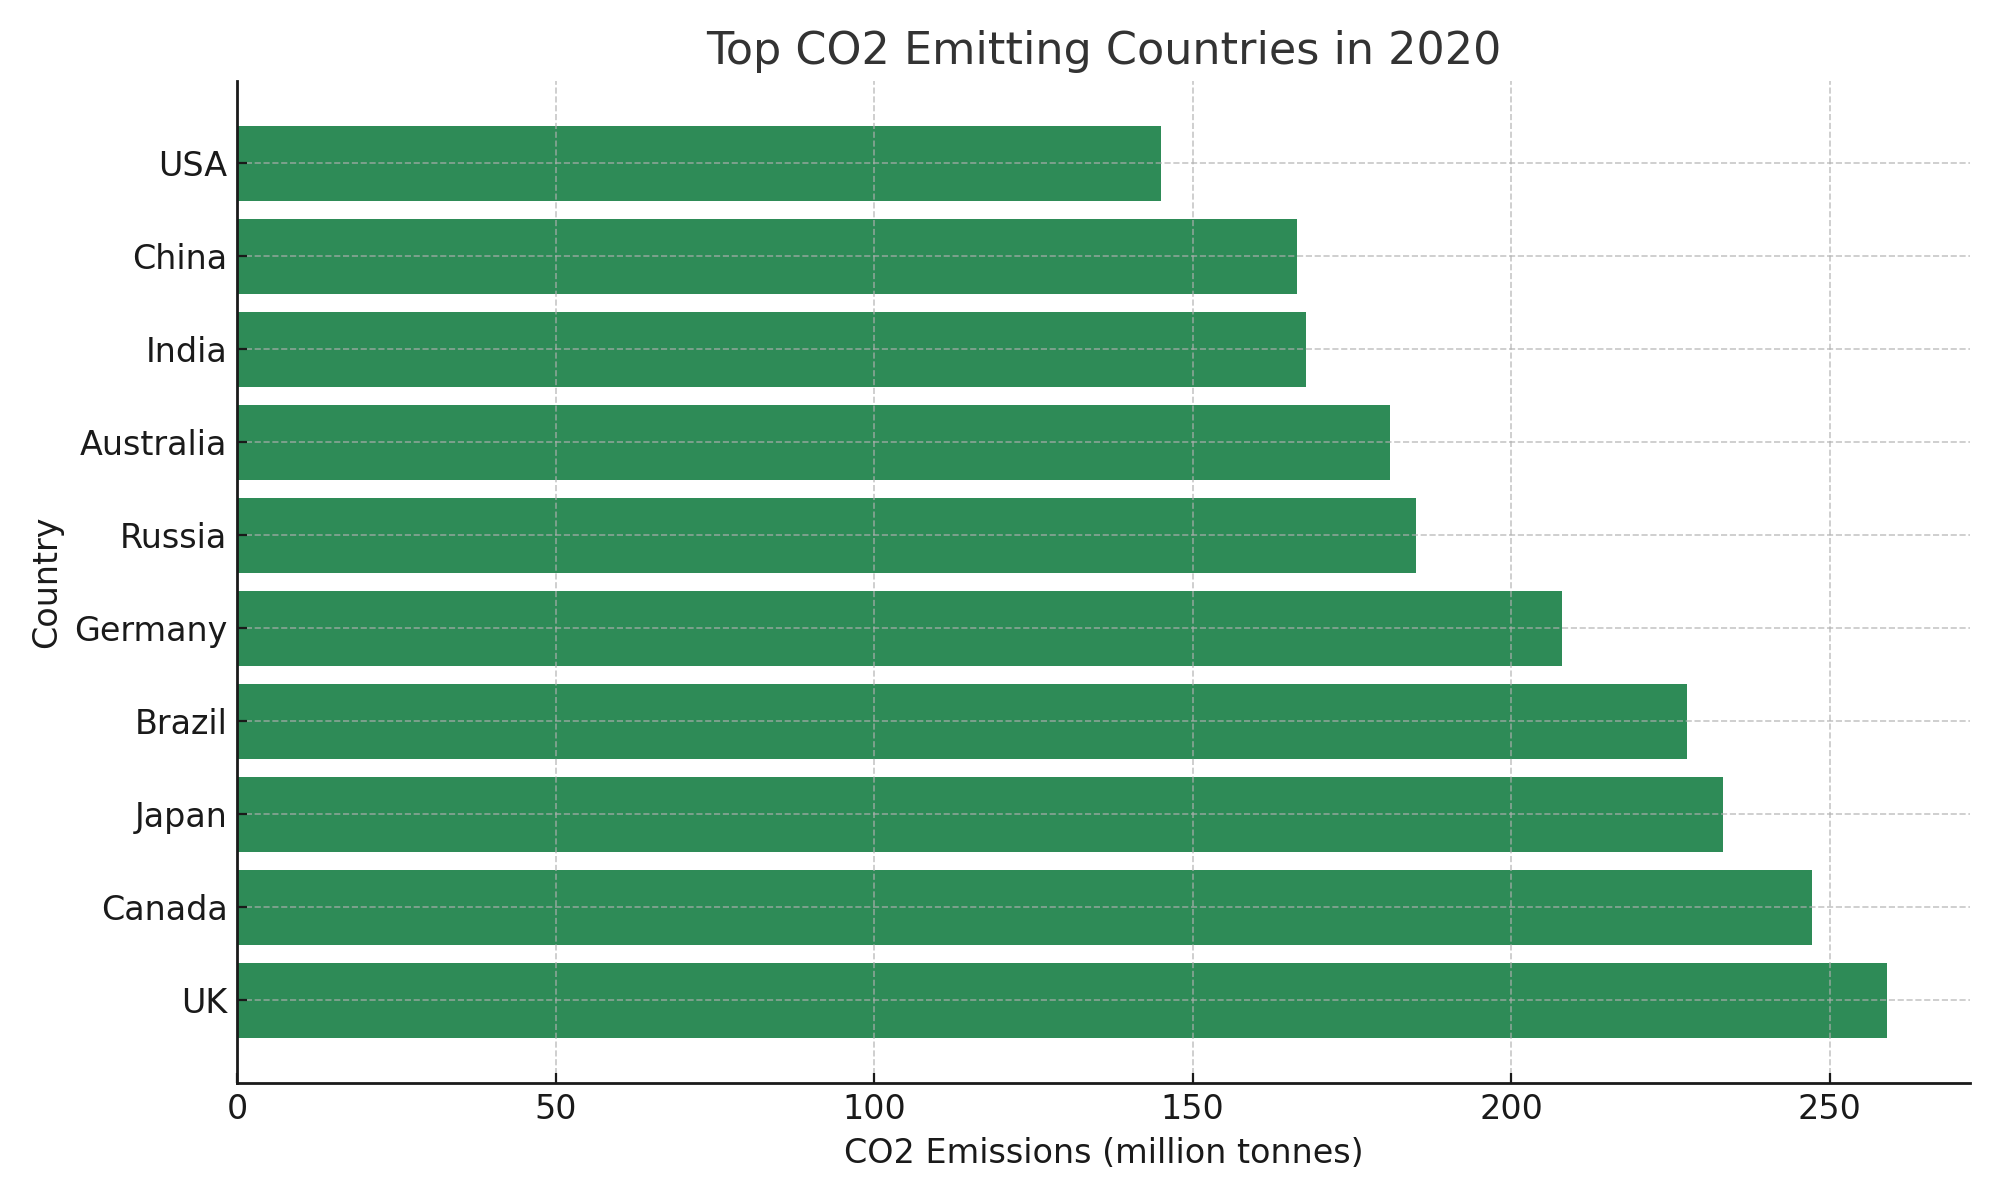 Top CO2 Emitting Countries in 2020
Country
USA
China
India
Australia
Russia
Germany
Brazil
Japan
Canada
UK
0 50 100 150 200 250
CO2 Emissions (million tonnes)